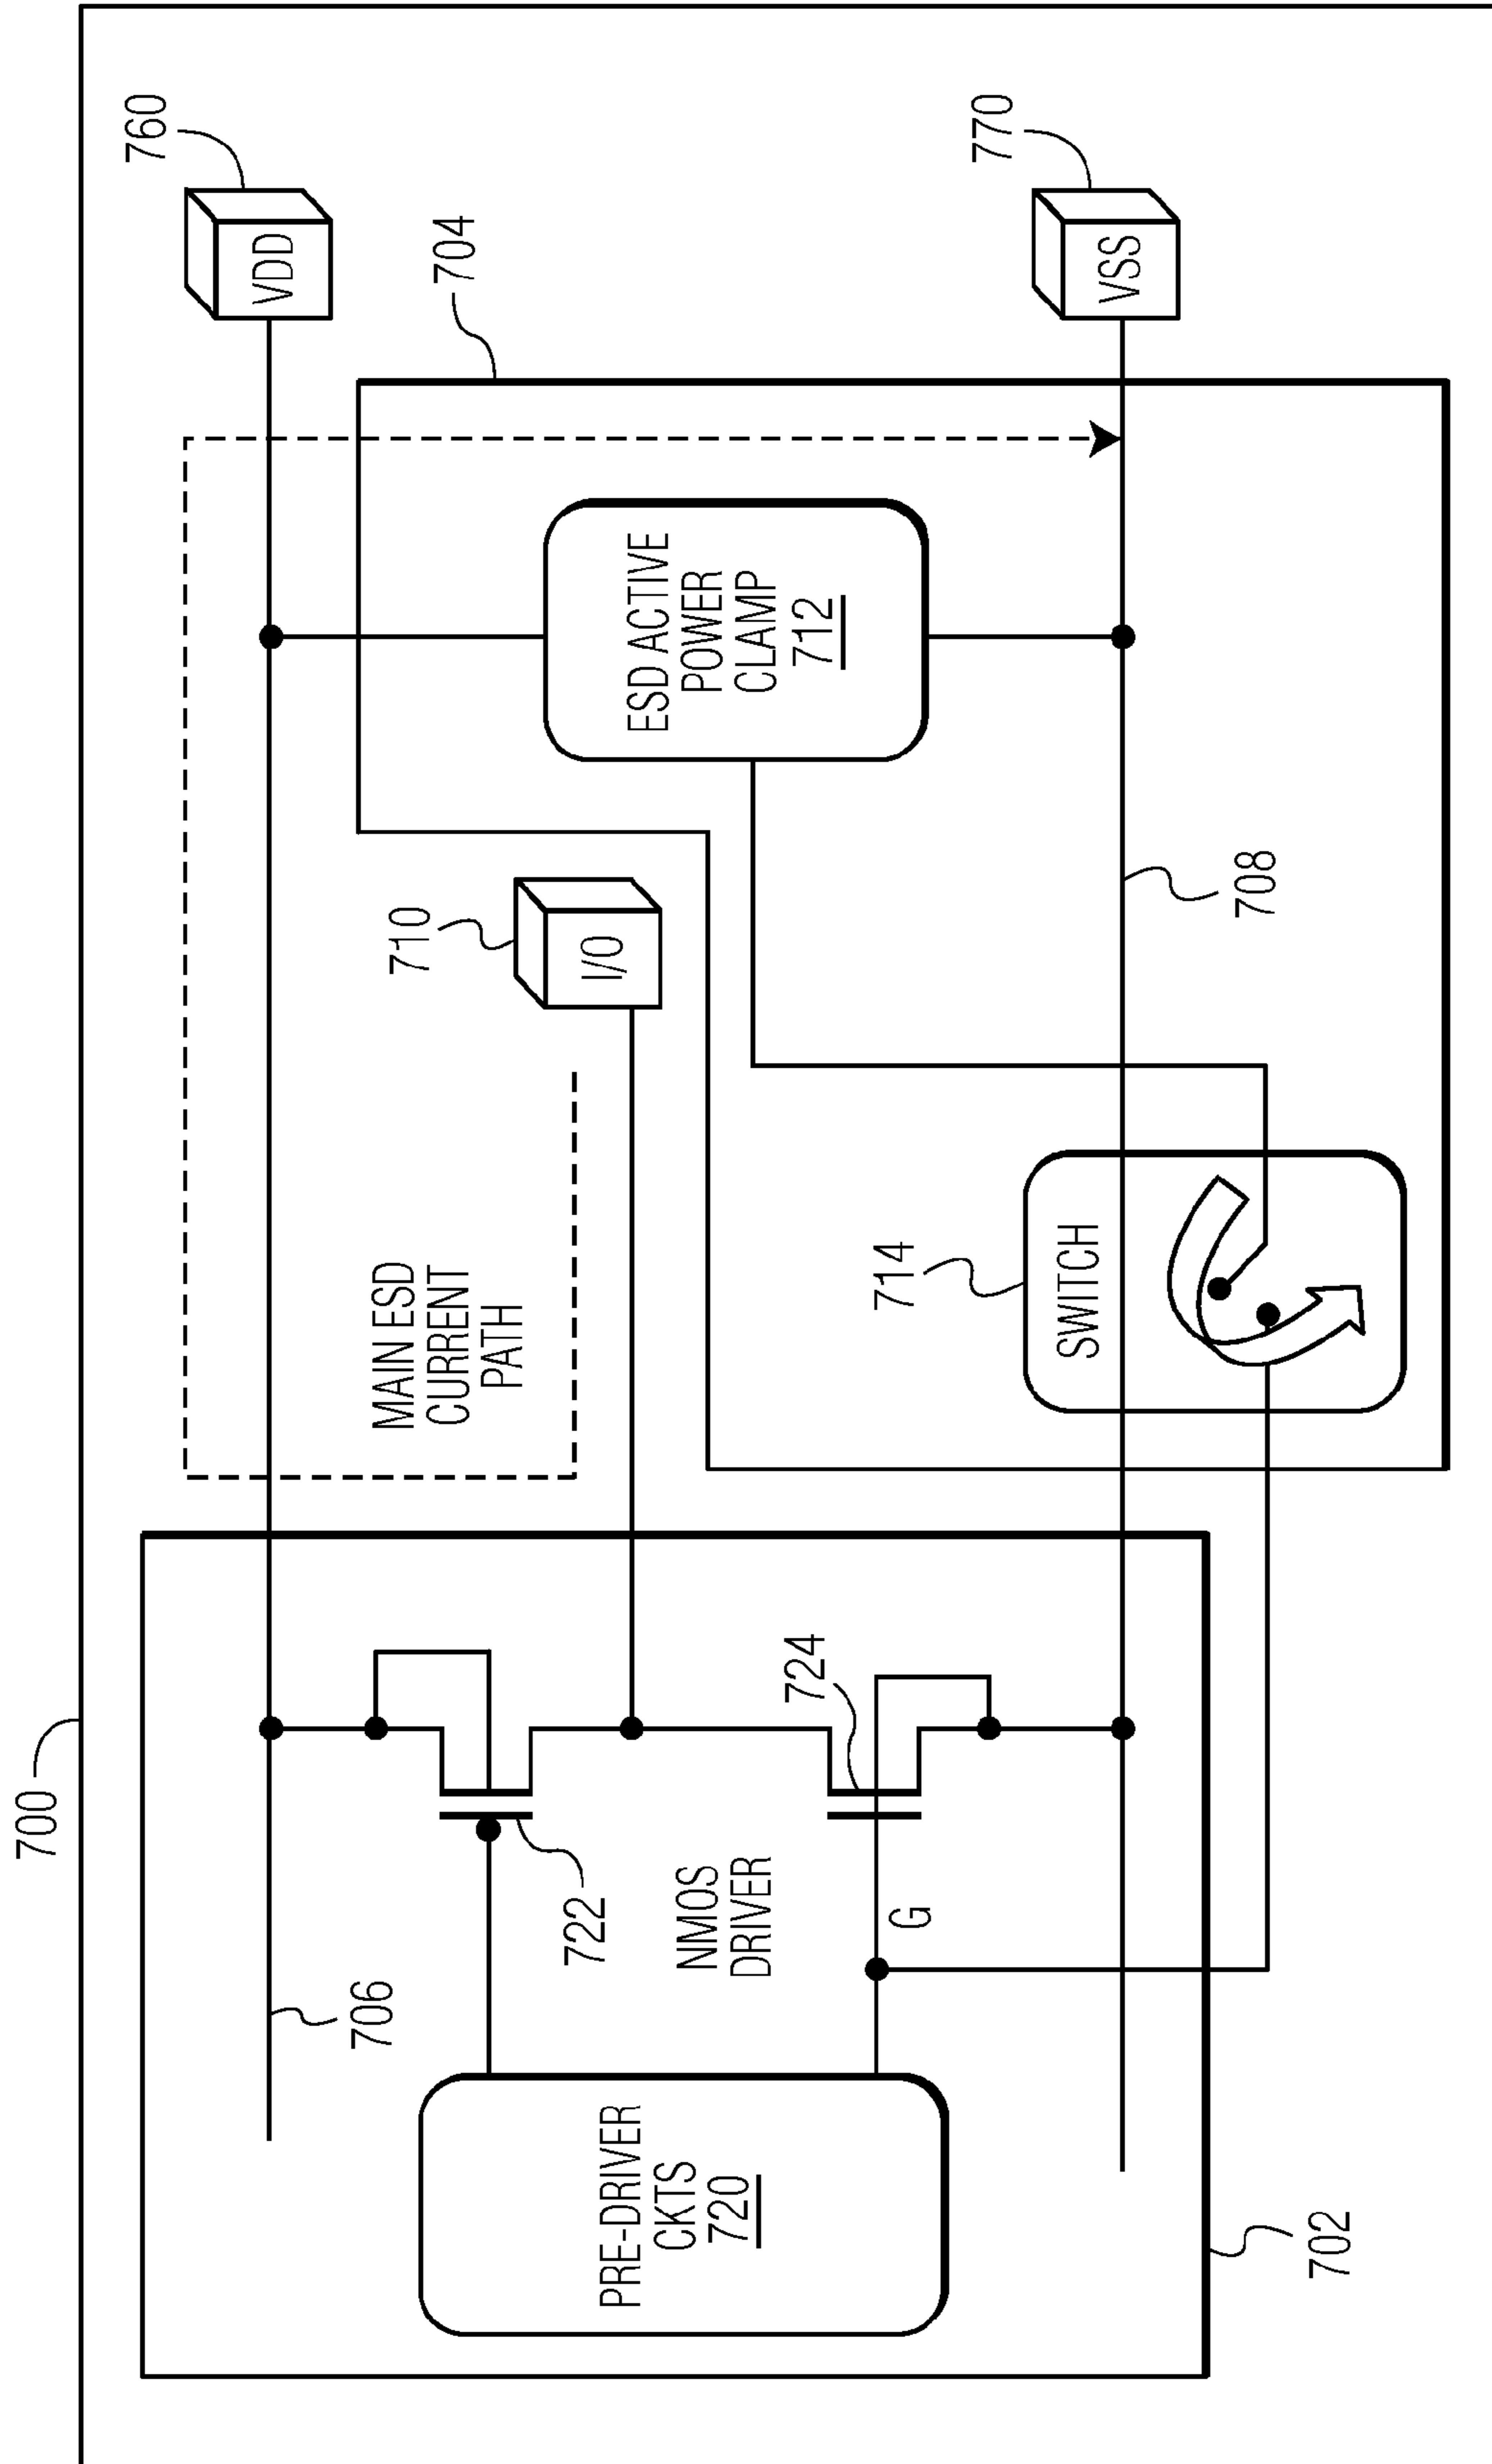 700
760
VDD
704
770
VSS
MAIN ESD
CURRENT
PATH
710
I/O
ESD ACTIVE
POWER
CLAMP
712
708
714
SWITCH
706
722
NMOS
DRIVER
724
G
PRE-DRIVER
CKTS
720
702